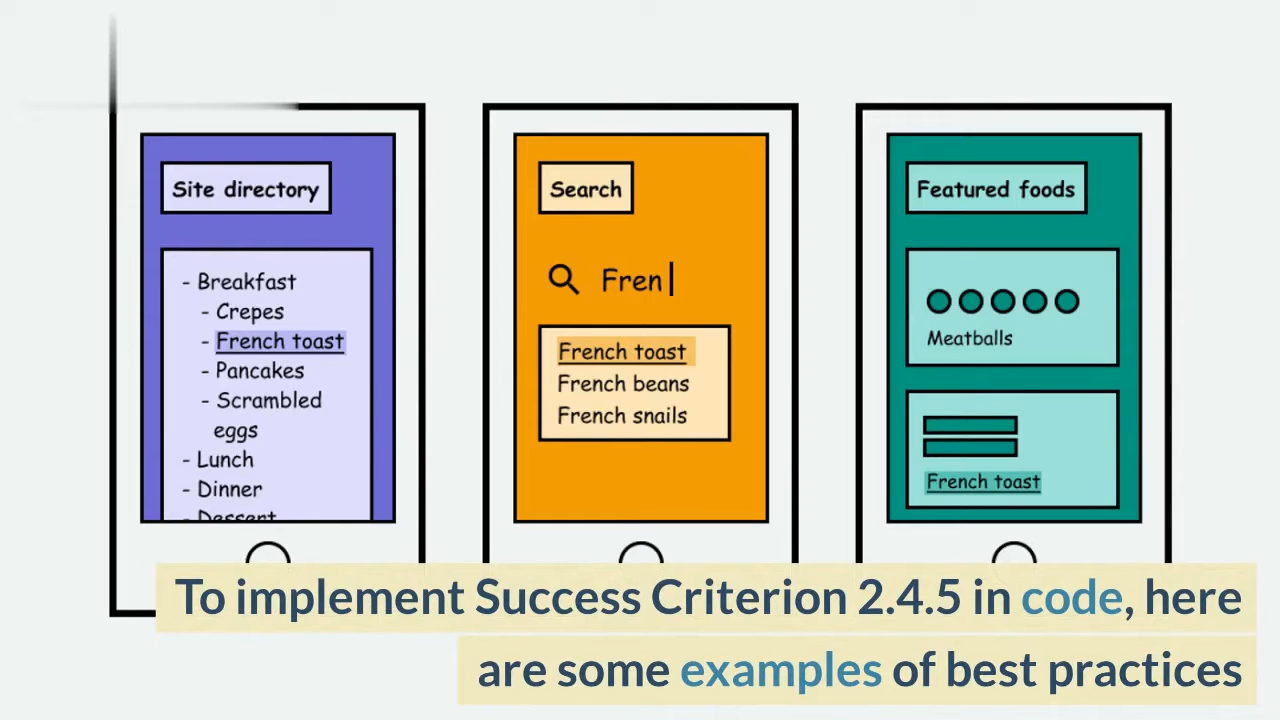 Site directory
- Breakfast
- Crepes
- French toast
- Pancakes
- Scrambled
eggs
- Lunch
- Dinner
- Dessert
Search
Fren
French toast
French beans
French snails
Featured foods
Meatballs
French toast
To implement Success Criterion 2.4.5 in code, here
are some examples of best practices